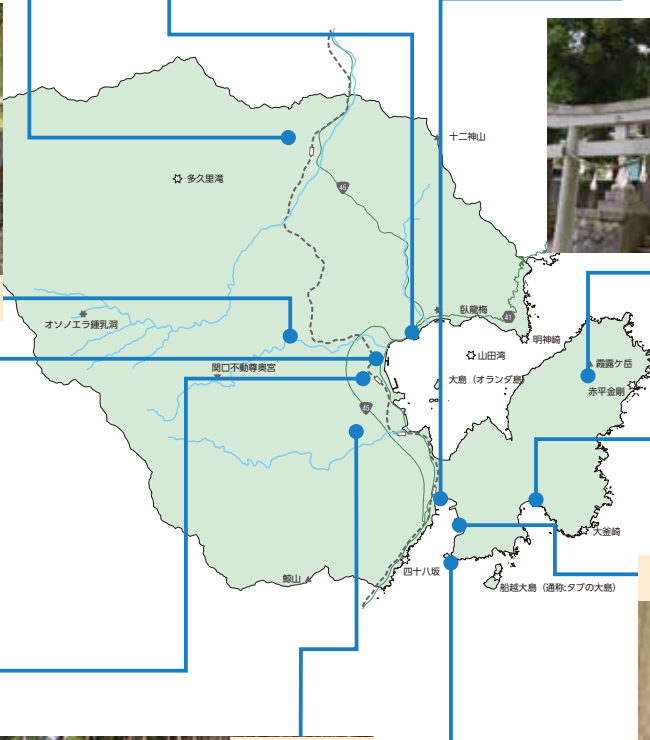 十二神山
多久里滝
45
臥龍梅
41
オソノエラ鍾乳洞
明神崎
山田湾
霞露ケ岳
関口不動尊奥宮
大島（オランダ島）
赤平金剛
45
大釜崎
四十八坂
鯨山
船越大島（通称:タブの大島）